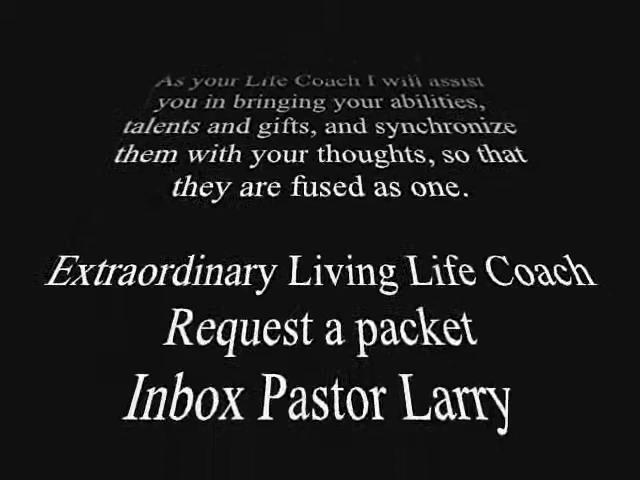 As your Life Coach I will assist
you in bringing your abilities,
talents and gifts, and synchronize
them with your thoughts, so that
they are fused as one.
Extraordinary Living Life Coach
Request a packet
Inbox Pastor Larry